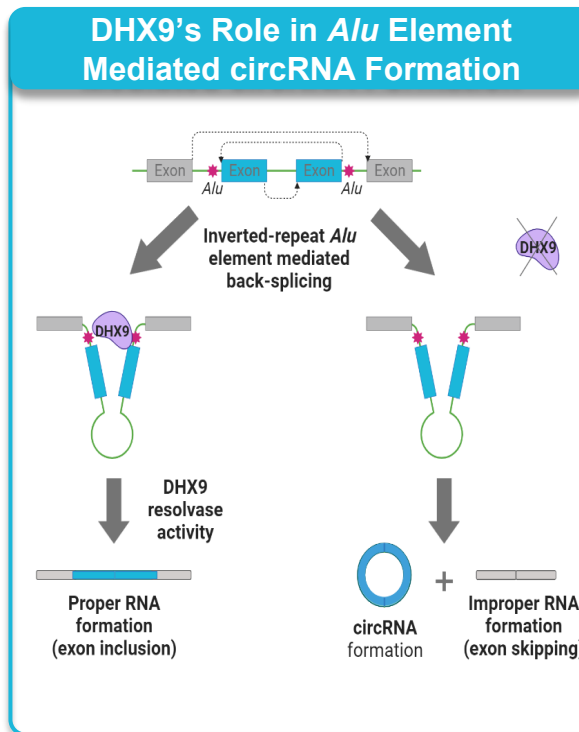 DHX9's Role in Alu Element
Mediated circRNA Formation
Exon Exon Exon Exon
Alu Alu
Inverted-repeat Alu
element mediated
back-splicing
DHX9
DHX9
DHX9
resolvase
activity
Proper RNA
formation
(exon inclusion)
+
circRNA
formation
Improper RNA
formation
(exon skipping)